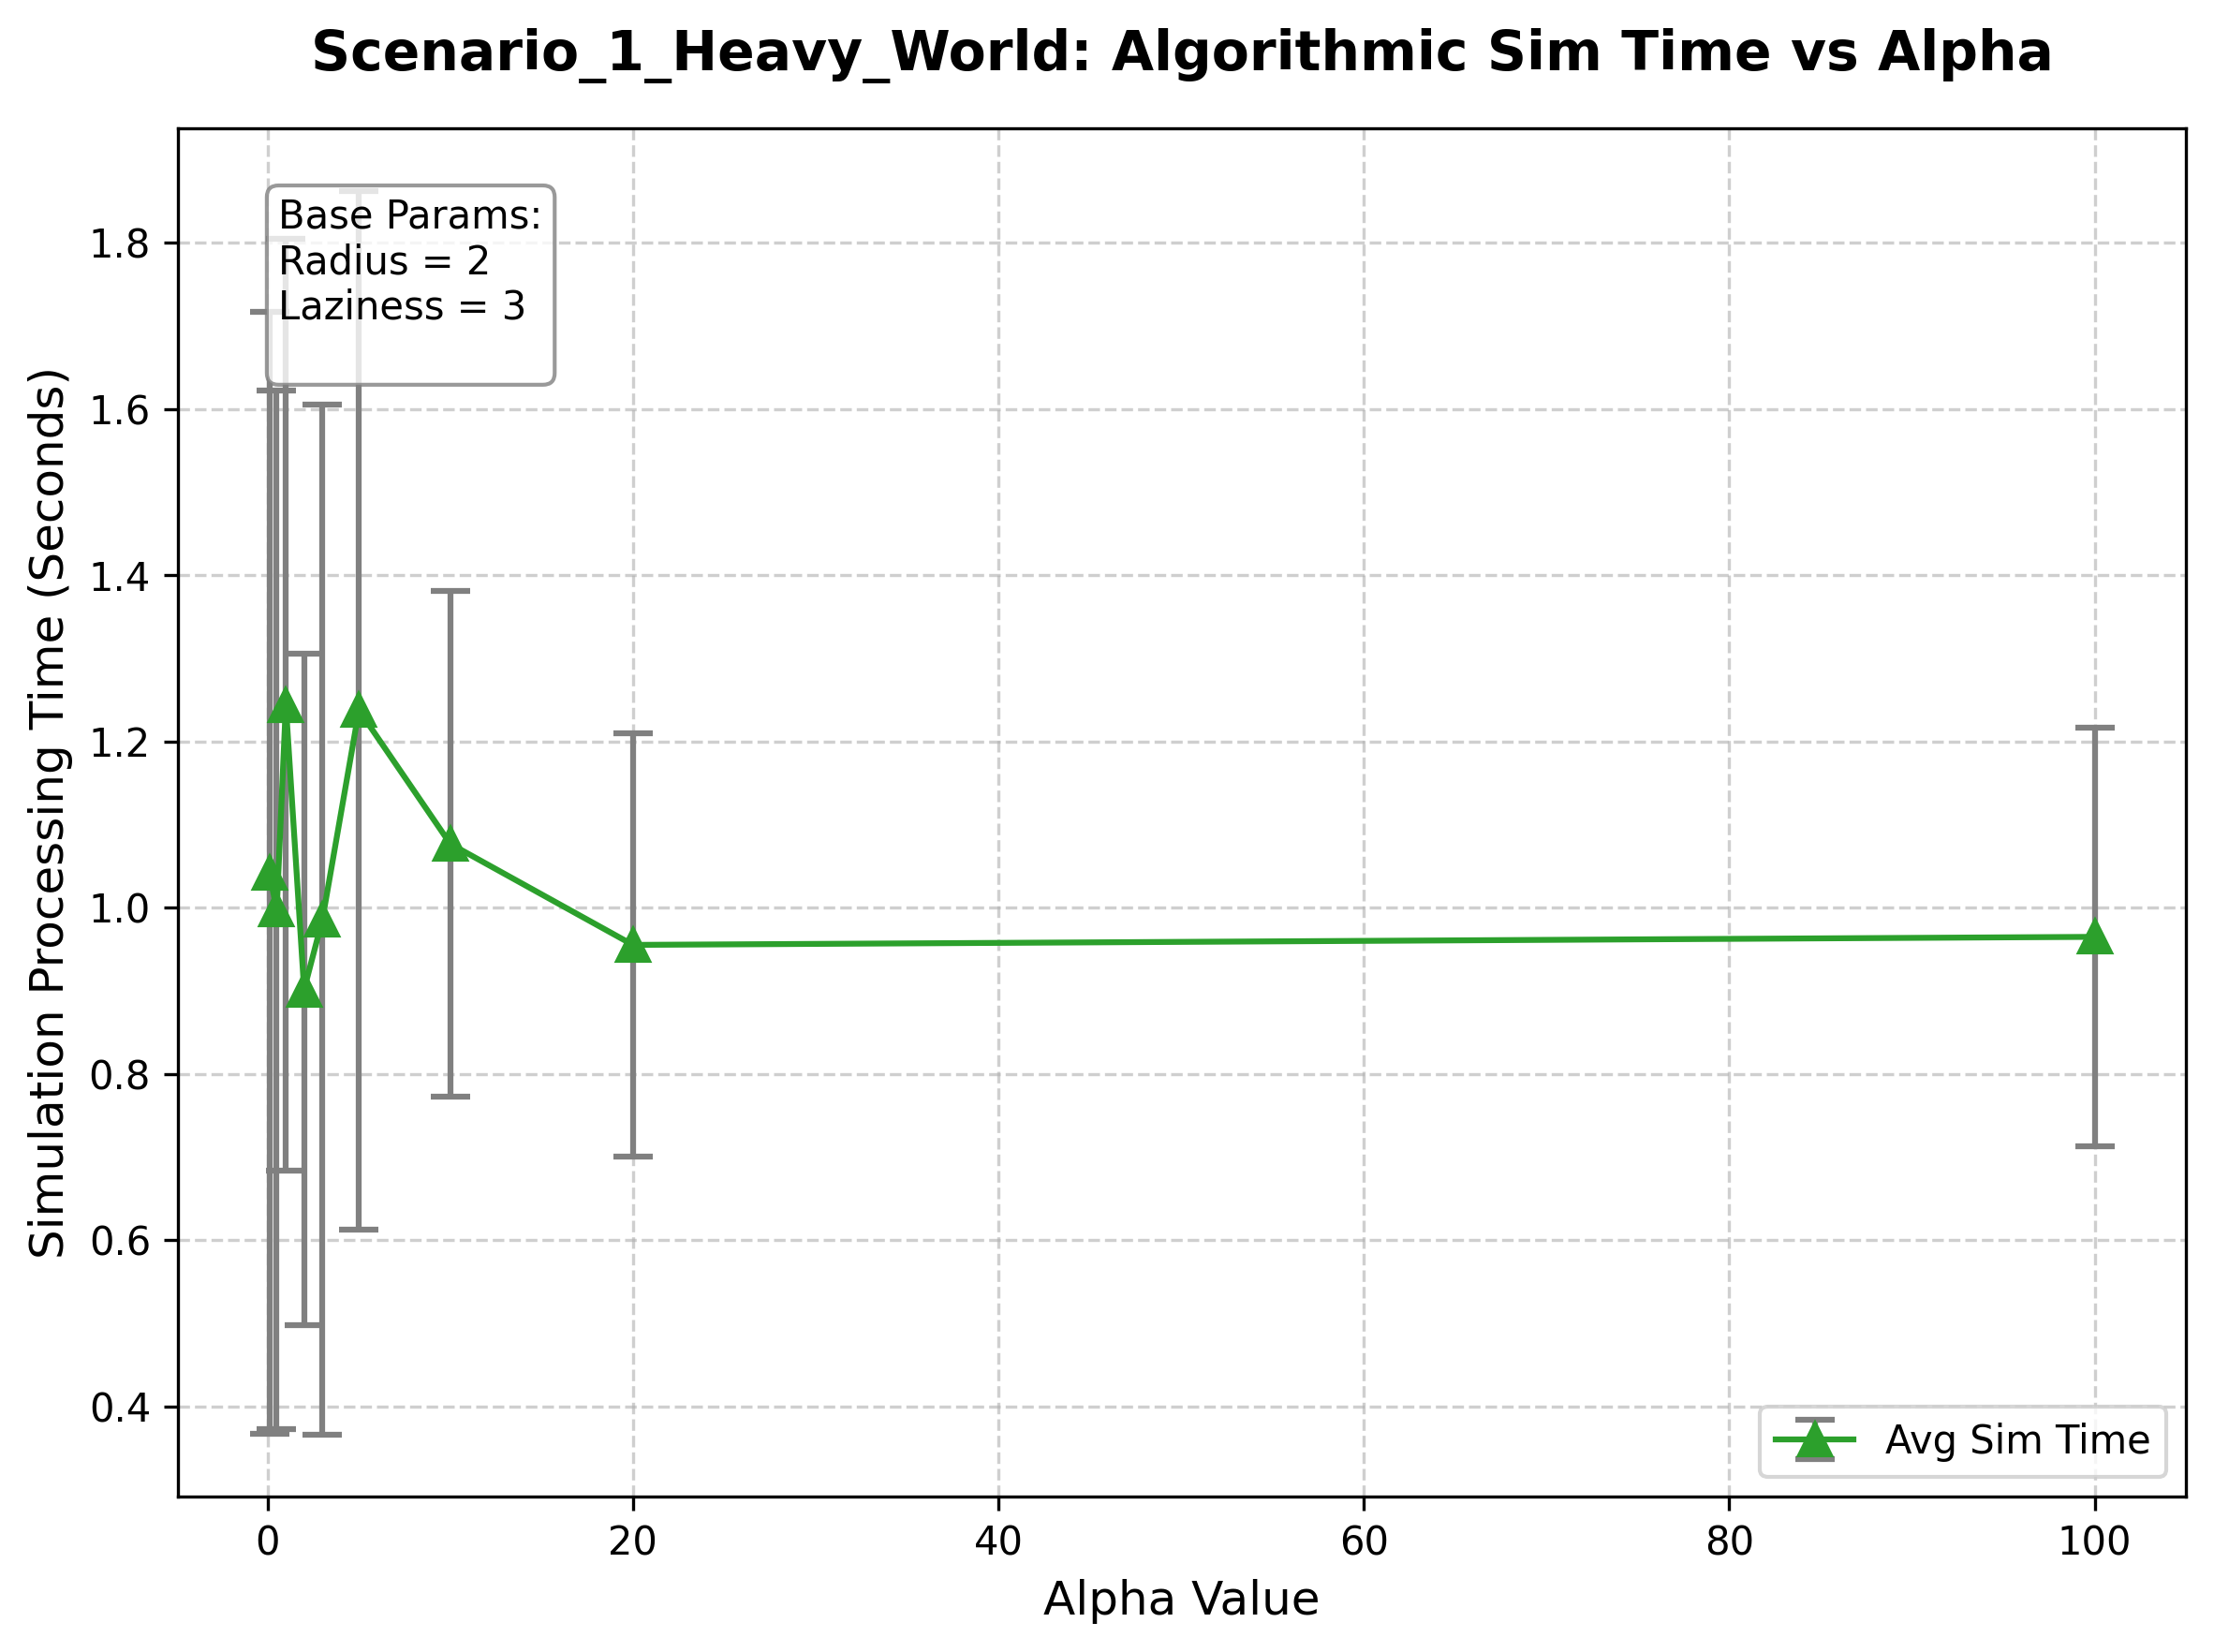 Scenario_1_Heavy_World: Algorithmic Sim Time vs Alpha
Base Params:
Radius = 2
Laziness = 3
Simulation Processing Time (Seconds)
1.8
1.6
1.4
1.2
1.0
0.8
0.6
0.4
Avg Sim Time
0 20 40 60 80 100
Alpha Value